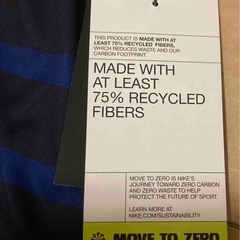 THIS PRODUCT IS MADE WITH AT
LEAST 75% RECYCLED FIBERS,
WHICH REDUCES WASTE AND OUR
CARBON FOOTPRINT.
MADE WITH
AT LEAST
75% RECYCLED
FIBERS
MOVE TO ZERO IS NIKE'S
JOURNEY TOWARD ZERO CARBON
AND ZERO WASTE TO HELP
PROTECT THE FUTURE OF SPORT.
LEARN MORE AT
NIKE.COM/SUSTAINABILITY
MOVE TO ZERO